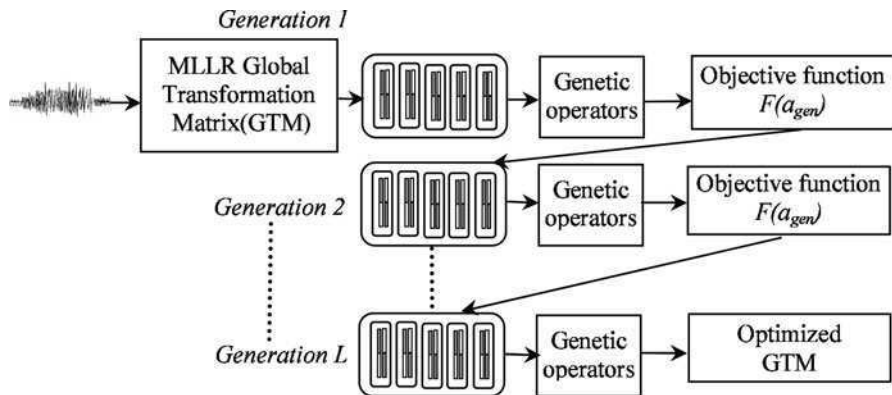 Generation 1
MLLR Global
Transformation
Matrix(GTM)
Genetic
operators
Objective function
F(a_gen)
Generation 2
Genetic
operators
Objective function
F(a_gen)
Generation L
Genetic
operators
Optimized
GTM